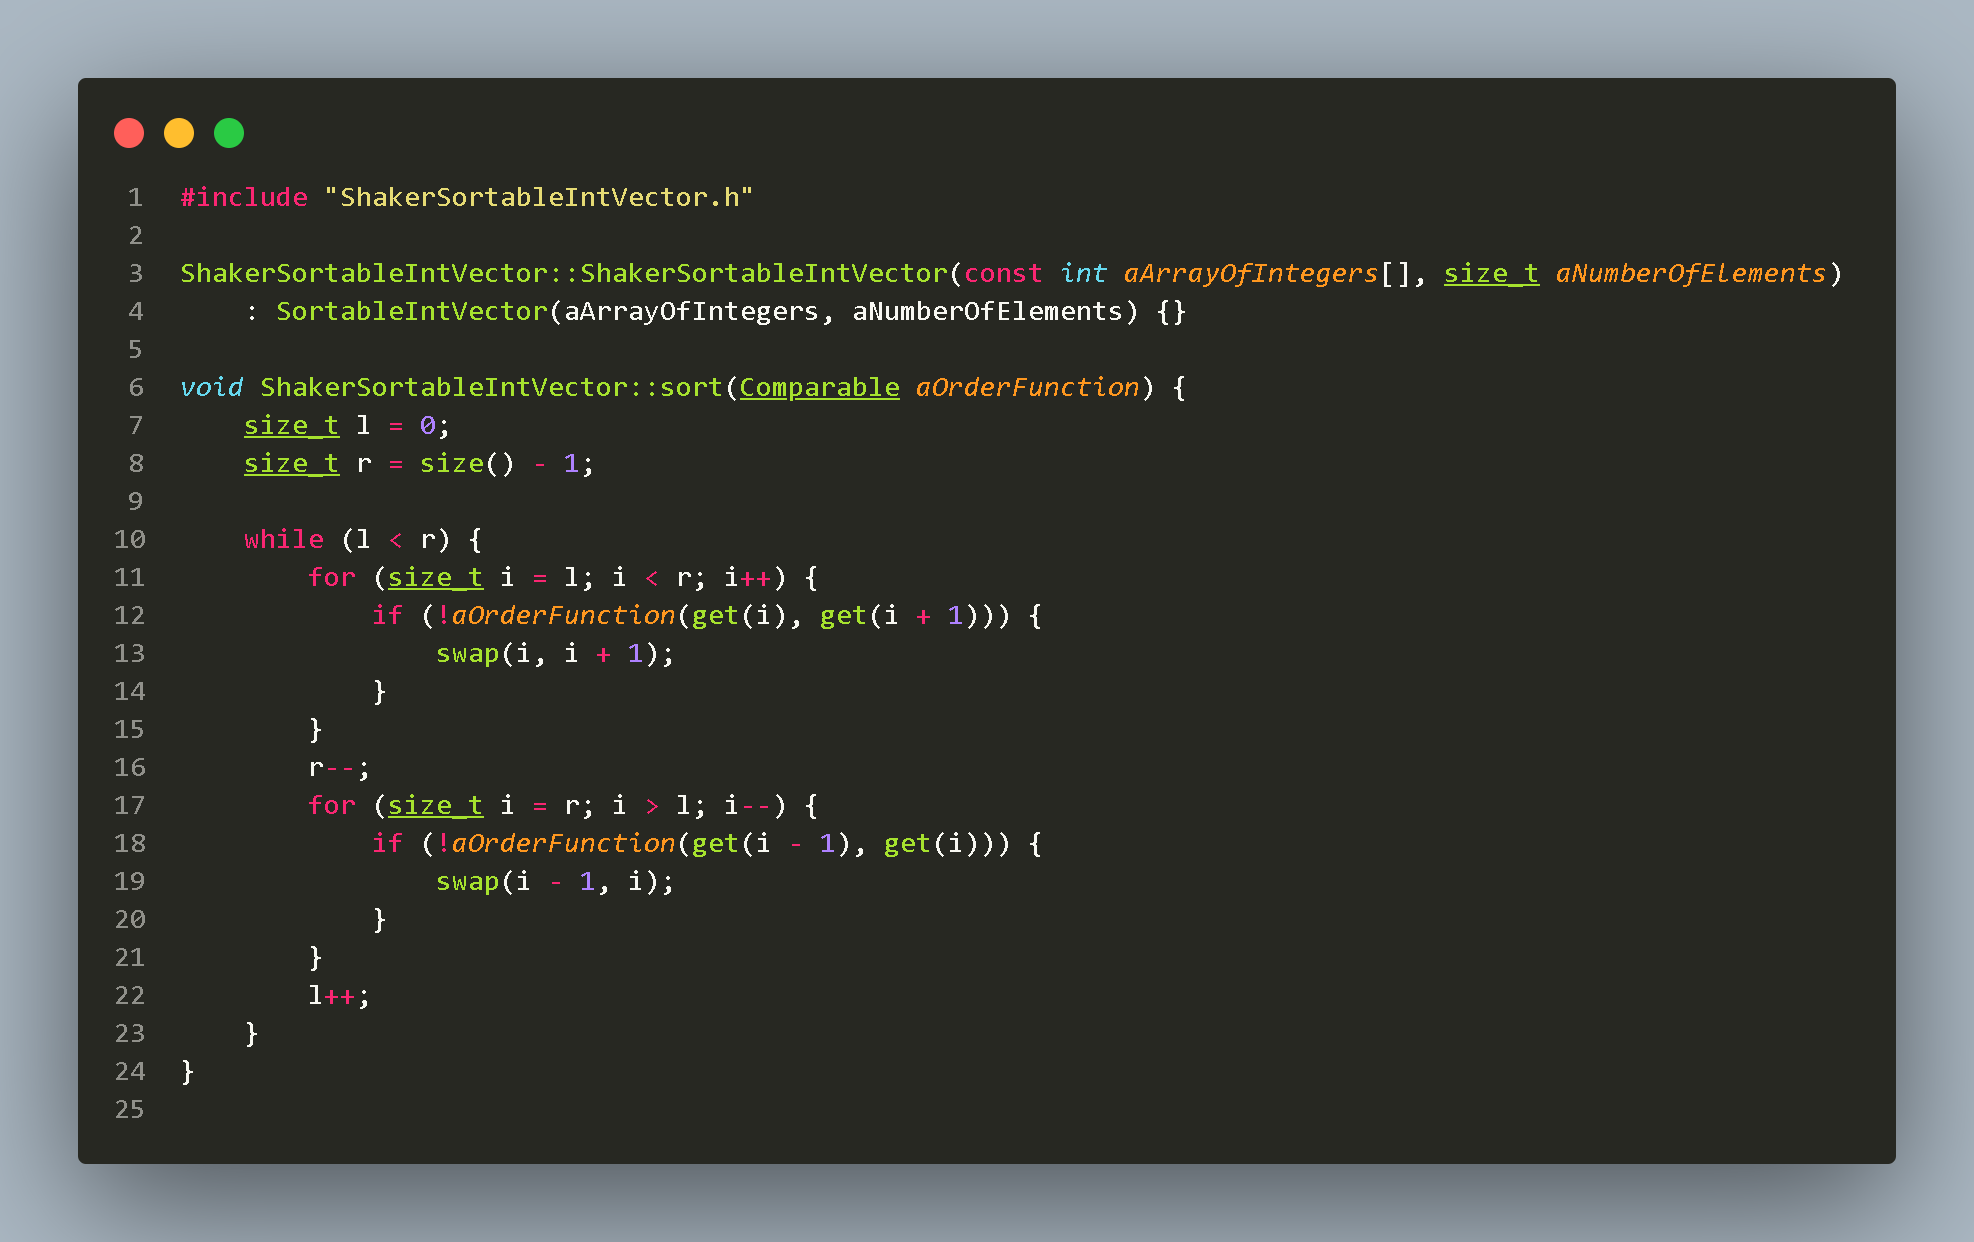 1 #include "ShakerSortableIntVector.h"
2
3 ShakerSortableIntVector::ShakerSortableIntVector(const int aArrayOfIntegers[], size_t aNumberOfElements)
4     : SortableIntVector(aArrayOfIntegers, aNumberOfElements) {}
5
6 void ShakerSortableIntVector::sort(Comparable aOrderFunction) {
7     size_t l = 0;
8     size_t r = size() - 1;
9
10     while (l < r) {
11         for (size_t i = l; i < r; i++) {
12             if (!aOrderFunction(get(i), get(i + 1))) {
13                 swap(i, i + 1);
14             }
15         }
16         r--;
17         for (size_t i = r; i > l; i--) {
18             if (!aOrderFunction(get(i - 1), get(i))) {
19                 swap(i - 1, i);
20             }
21         }
22         l++;
23     }
24 }
25